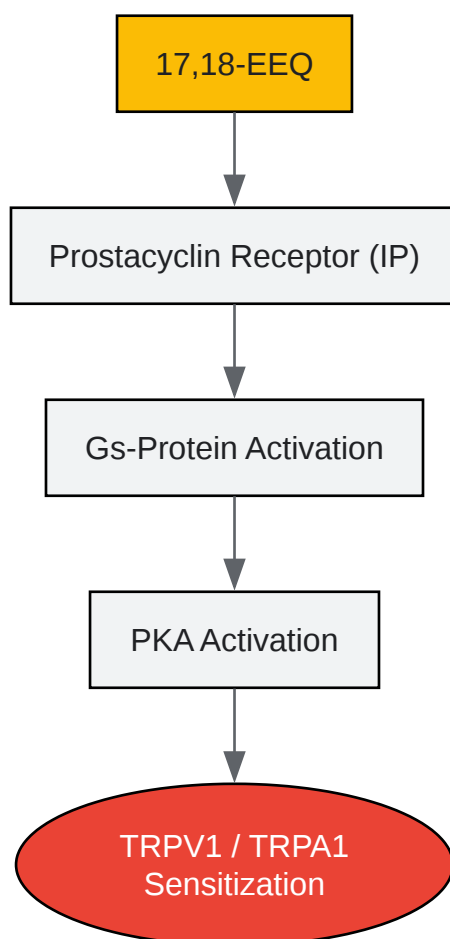 17,18-EEQ
Prostacyclin Receptor (IP)
Gs-Protein Activation
PKA Activation
TRPV1 / TRPA1
Sensitization